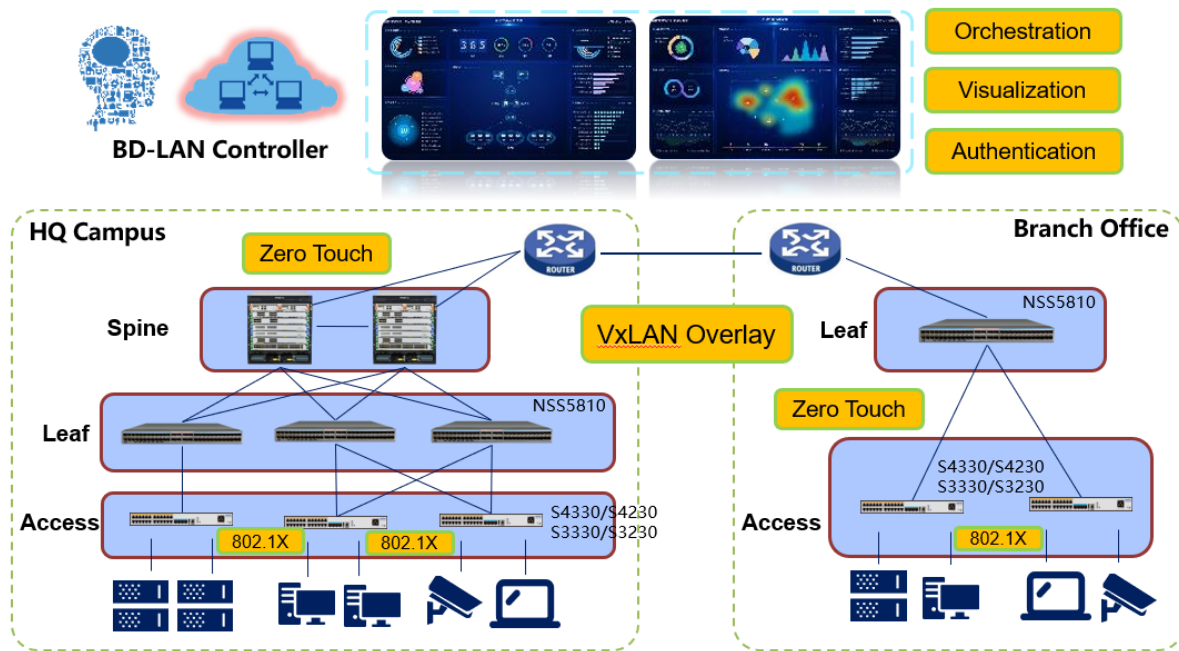 Orchestration
Visualization
Authentication
BD-LAN Controller
365
HQ Campus
Zero Touch
ROUTER
ROUTER
Branch Office
Spine
VxLAN Overlay
NSS5810
Leaf
NSS5810
Leaf
Zero Touch
S4330/S4230
S3330/S3230
Access
S4330/S4230
S3330/S3230
802.1X
802.1X
Access
802.1X